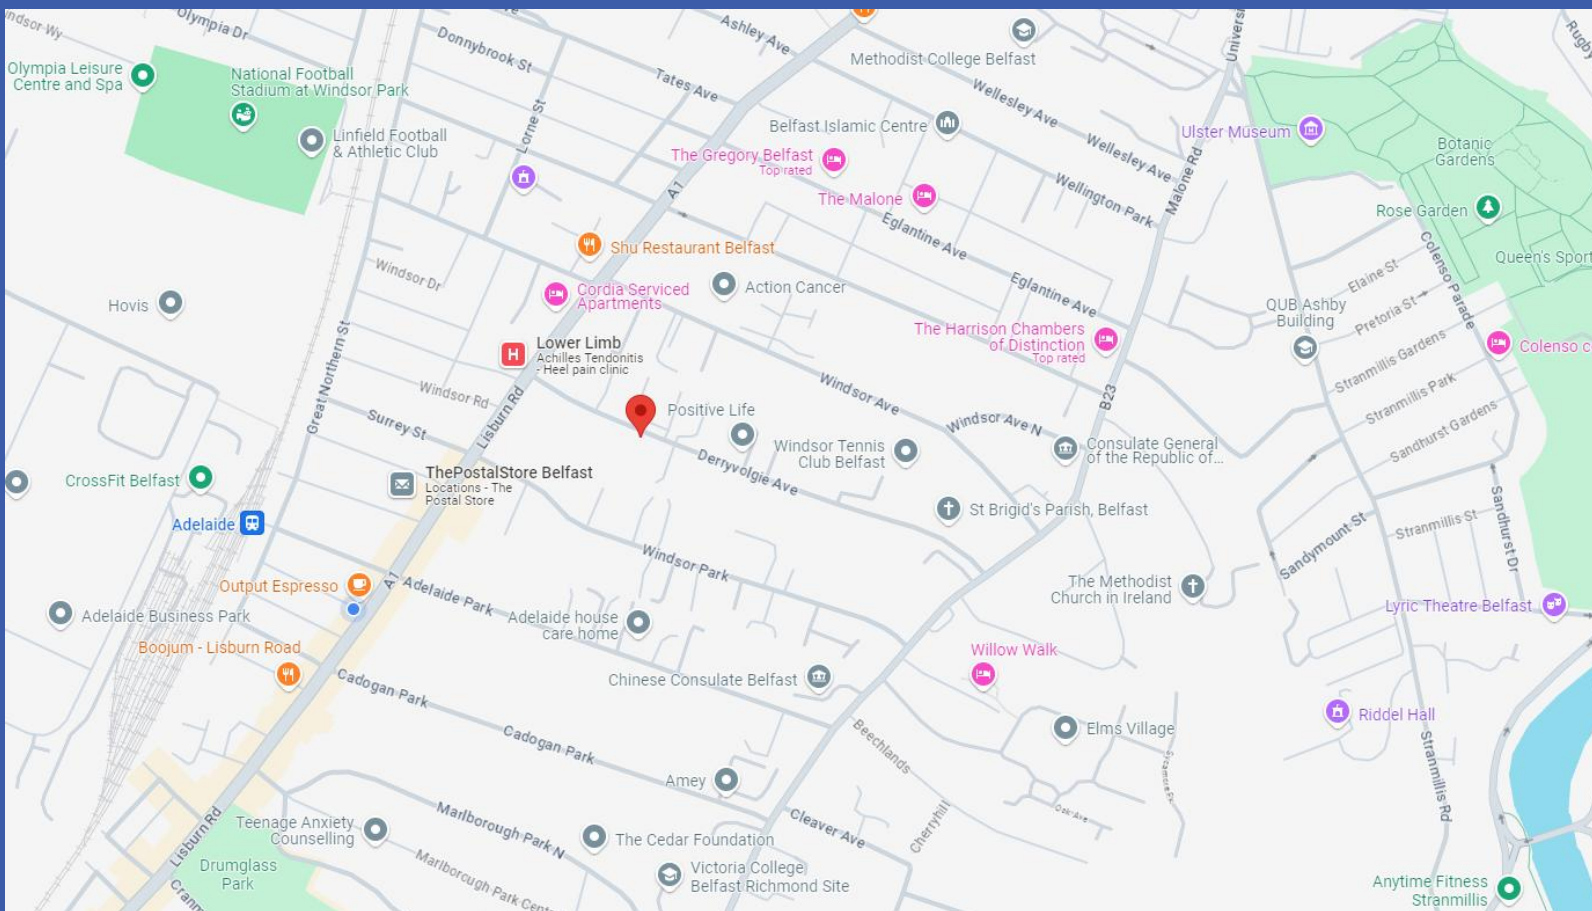 Windsor Wy
Olympia Dr
Donnybrook St
Ashley Ave
Methodist College Belfast
Rugby
Olympia Leisure
Centre and Spa
National Football
Stadium at Windsor Park
Tates Ave
Wellesley Ave
Linfield Football
& Athletic Club
Lorne St
Belfast Islamic Centre
Wellesley Ave
Ulster Museum
Botanic
Gardens
The Gregory Belfast
Top rated
A1
The Malone
Wellington Park
Malone Rd
Rose Garden
Eglantine Ave
Shu Restaurant Belfast
Colenso Parade
Queen's Sport
Windsor Dr
Cordia Serviced
Apartments
Action Cancer
Eglantine Ave
Elaine St
Hovis
QUB Ashby
Building
Pretoria St
The Harrison Chambers
of Distinction
Top rated
Lower Limb
Achilles Tendonitis
- Heel pain clinic
Colenso
Stranmillis Gardens
Great Northern St
Windsor Rd
Lisburn Rd
Windsor Ave
B23
Stranmillis Park
Surrey St
Positive Life
Windsor Ave N
Sandhurst Gardens
Windsor Tennis
Club Belfast
Consulate General
of the Republic of...
Derryvolgie Ave
CrossFit Belfast
ThePostalStore Belfast
Locations - The
Postal Store
St Brigid's Parish, Belfast
Adelaide
Sandymount St
Stranmillis St
Sandhurst Dr
Windsor Park
Output Espresso
A1
Adelaide Park
The Methodist
Church in Ireland
Adelaide Business Park
Adelaide house
care home
Lyric Theatre Belfast
Boojum - Lisburn Road
Willow Walk
Cadogan Park
Chinese Consulate Belfast
Riddel Hall
Elms Village
Cadogan Park
Beechlands
Stranmillis Rd
Sycamore Pk
Amey
Oak Ave
Lisburn Rd
Teenage Anxiety
Counselling
Marlborough Park N
The Cedar Foundation
Cleaver Ave
Cherryhill
Drumglass
Park
Marlborough Park Cent
Victoria College
Belfast Richmond Site
Anytime Fitness
Stranmillis